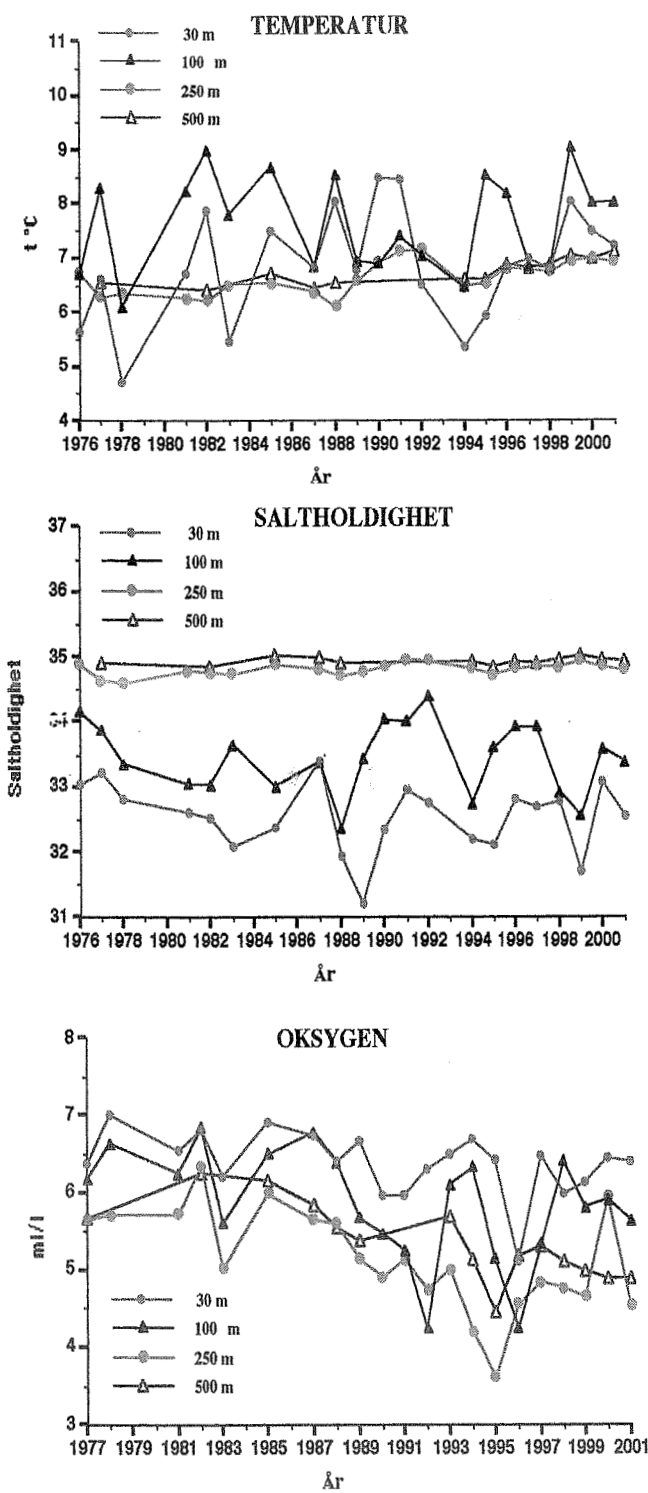 TEMPERATUR
11
10
9
8
7
6
5
4
t °C
30 m
100 m
250 m
500 m
1976 1978 1980 1982 1984 1986 1988 1990 1992 1994 1996 1998 2000
År
SALTHOLDIGHET
37
36
35
34
33
32
31
Saltholdighet
30 m
100 m
250 m
500 m
1976 1978 1980 1982 1984 1986 1988 1990 1992 1994 1996 1998 2000
År
OKSYGEN
8
7
6
5
4
3
ml/l
30 m
100 m
250 m
500 m
1977 1979 1981 1983 1985 1987 1989 1991 1993 1995 1997 1999 2001
År